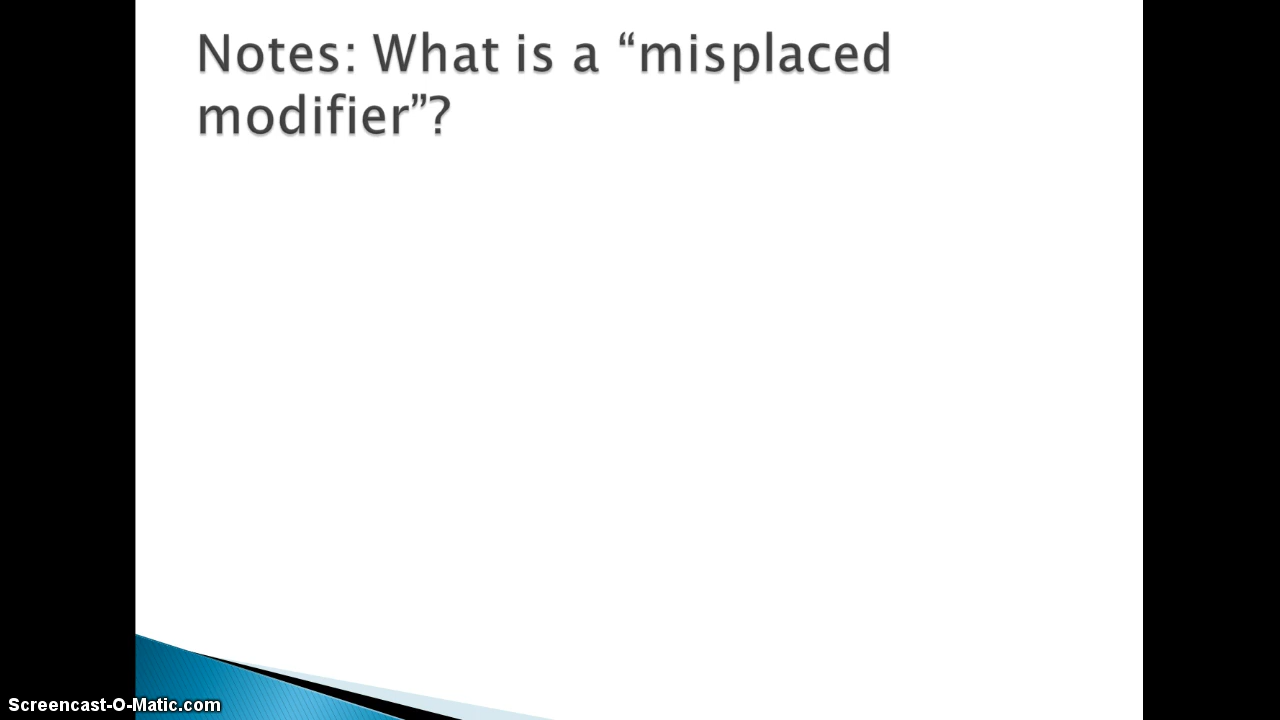 Notes: What is a “misplaced
modifier”?
Screencast-O-Matic.com